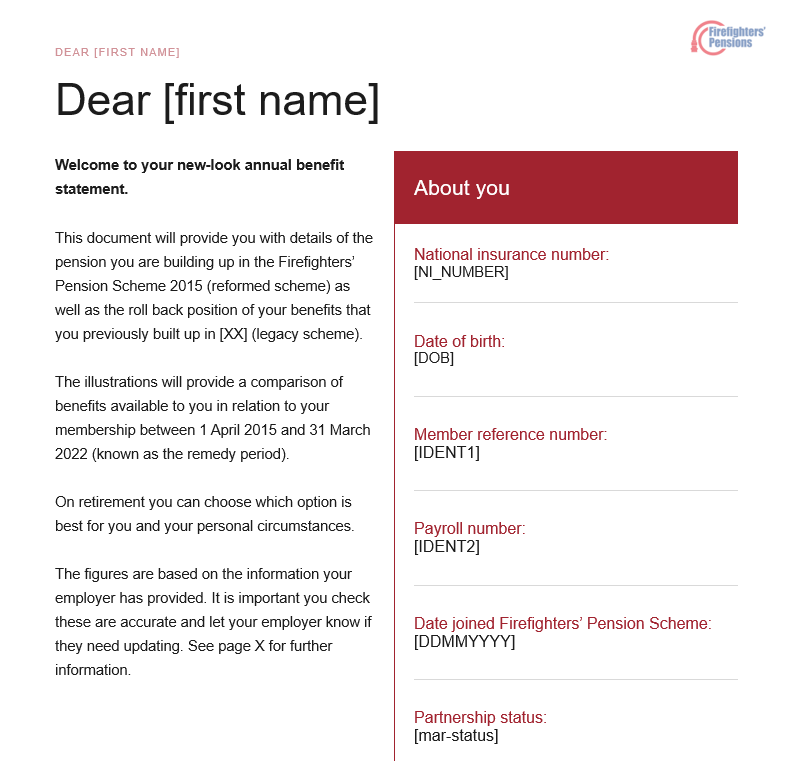 Firefighters'
Pensions
DEAR [FIRST NAME]
Dear [first name]
Welcome to your new-look annual benefit
statement.
This document will provide you with details of the
pension you are building up in the Firefighters’
Pension Scheme 2015 (reformed scheme) as
well as the roll back position of your benefits that
you previously built up in [XX] (legacy scheme).
The illustrations will provide a comparison of
benefits available to you in relation to your
membership between 1 April 2015 and 31 March
2022 (known as the remedy period).
On retirement you can choose which option is
best for you and your personal circumstances.
The figures are based on the information your
employer has provided. It is important you check
these are accurate and let your employer know if
they need updating. See page X for further
information.
About you
National insurance number:
[NI_NUMBER]
Date of birth:
[DOB]
Member reference number:
[IDENT1]
Payroll number:
[IDENT2]
Date joined Firefighters’ Pension Scheme:
[DDMMYYYY]
Partnership status:
[mar-status]